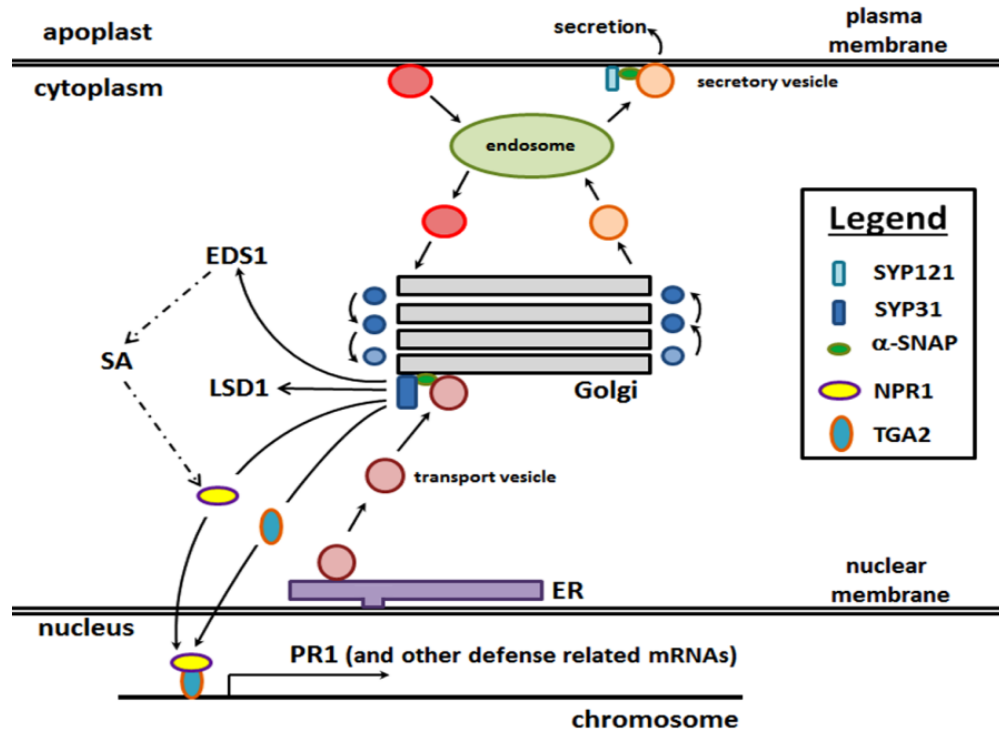 apoplast
secretion
plasma
membrane
cytoplasm
secretory vesicle
endosome
Legend
SYP121
SYP31
α-SNAP
NPR1
TGA2
EDS1
SA
LSD1
Golgi
transport vesicle
ER
nuclear
membrane
nucleus
PR1 (and other defense related mRNAs)
chromosome